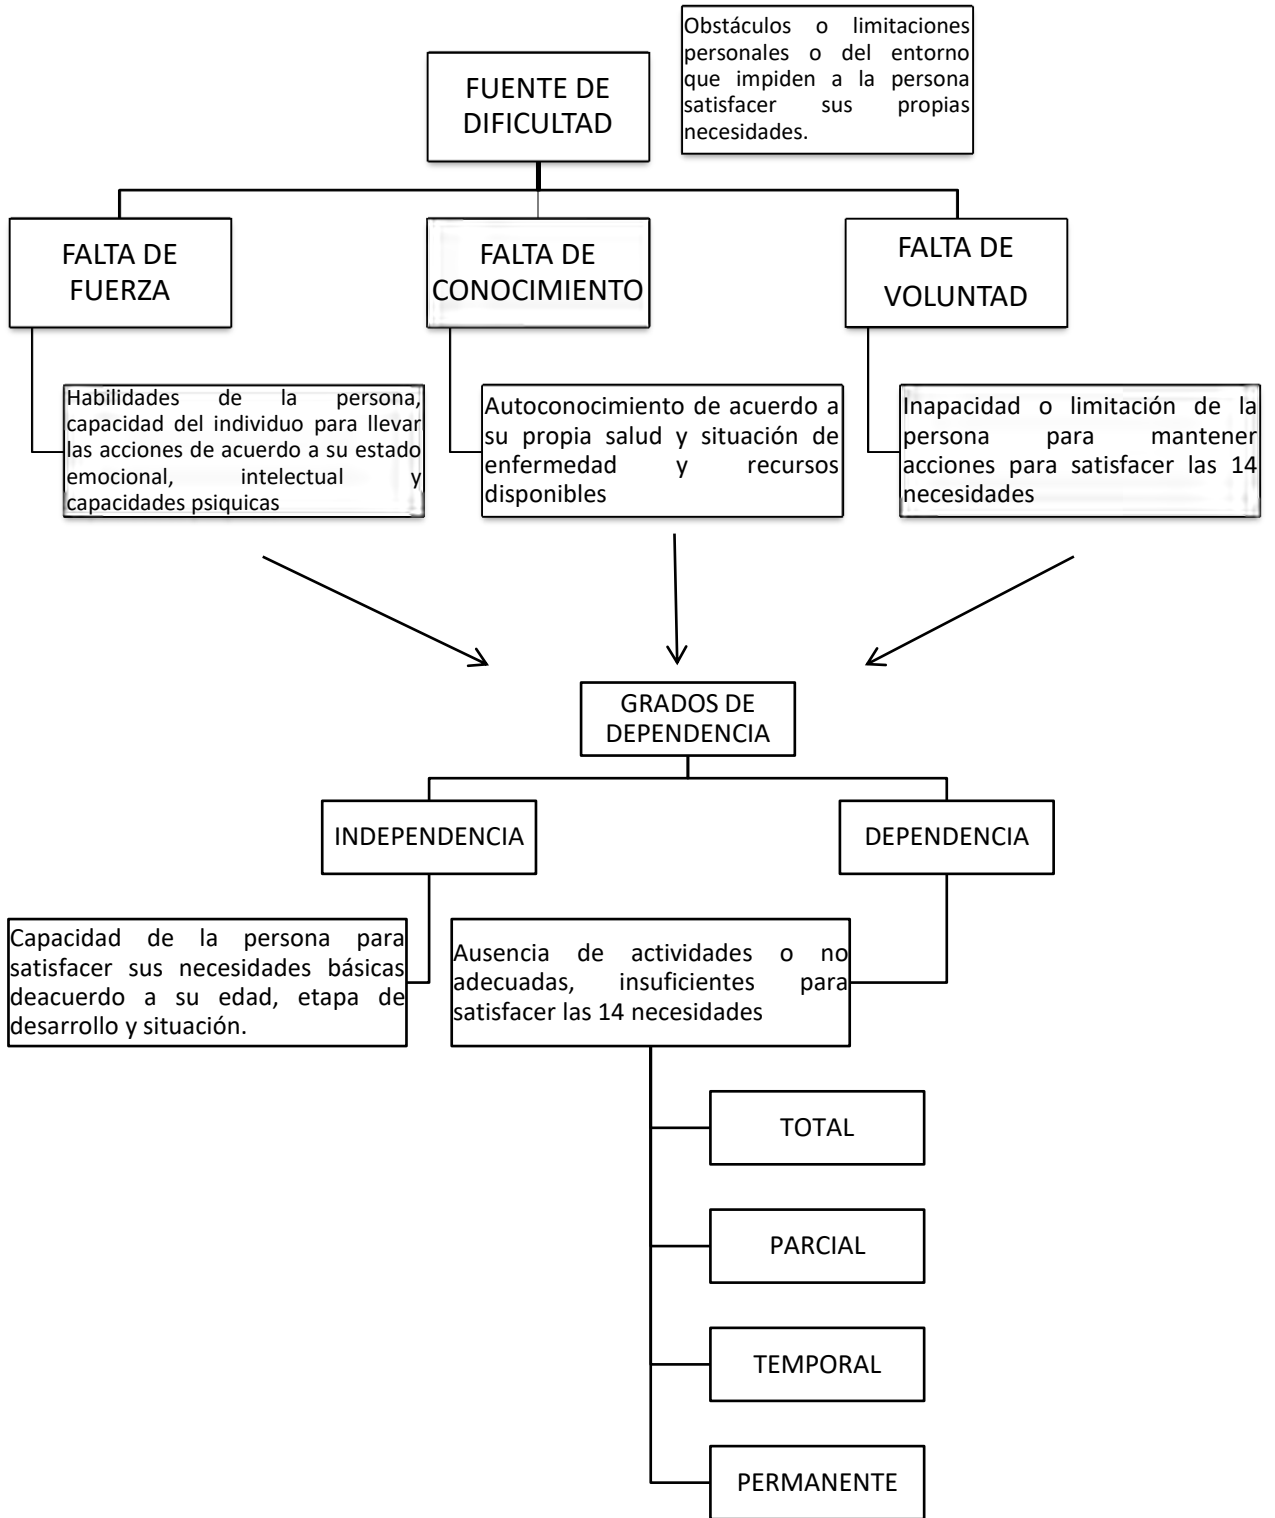 Obstáculos o limitaciones
personales o del entorno
que impiden a la persona
satisfacer sus propias
necesidades.
FUENTE DE
DIFICULTAD
FALTA DE
FUERZA
FALTA DE
CONOCIMIENTO
FALTA DE
VOLUNTAD
Habilidades de la persona,
capacidad del individuo para llevar
las acciones de acuerdo a su estado
emocional, intelectual y
capacidades psiquicas
Autoconocimiento de acuerdo a
su propia salud y situación de
enfermedad y recursos
disponibles
Inapacidad o limitación de la
persona para mantener
acciones para satisfacer las 14
necesidades
GRADOS DE
DEPENDENCIA
INDEPENDENCIA
DEPENDENCIA
Capacidad de la persona para
satisfacer sus necesidades básicas
deacuerdo a su edad, etapa de
desarrollo y situación.
Ausencia de actividades o no
adecuadas, insuficientes para
satisfacer las 14 necesidades
TOTAL
PARCIAL
TEMPORAL
PERMANENTE